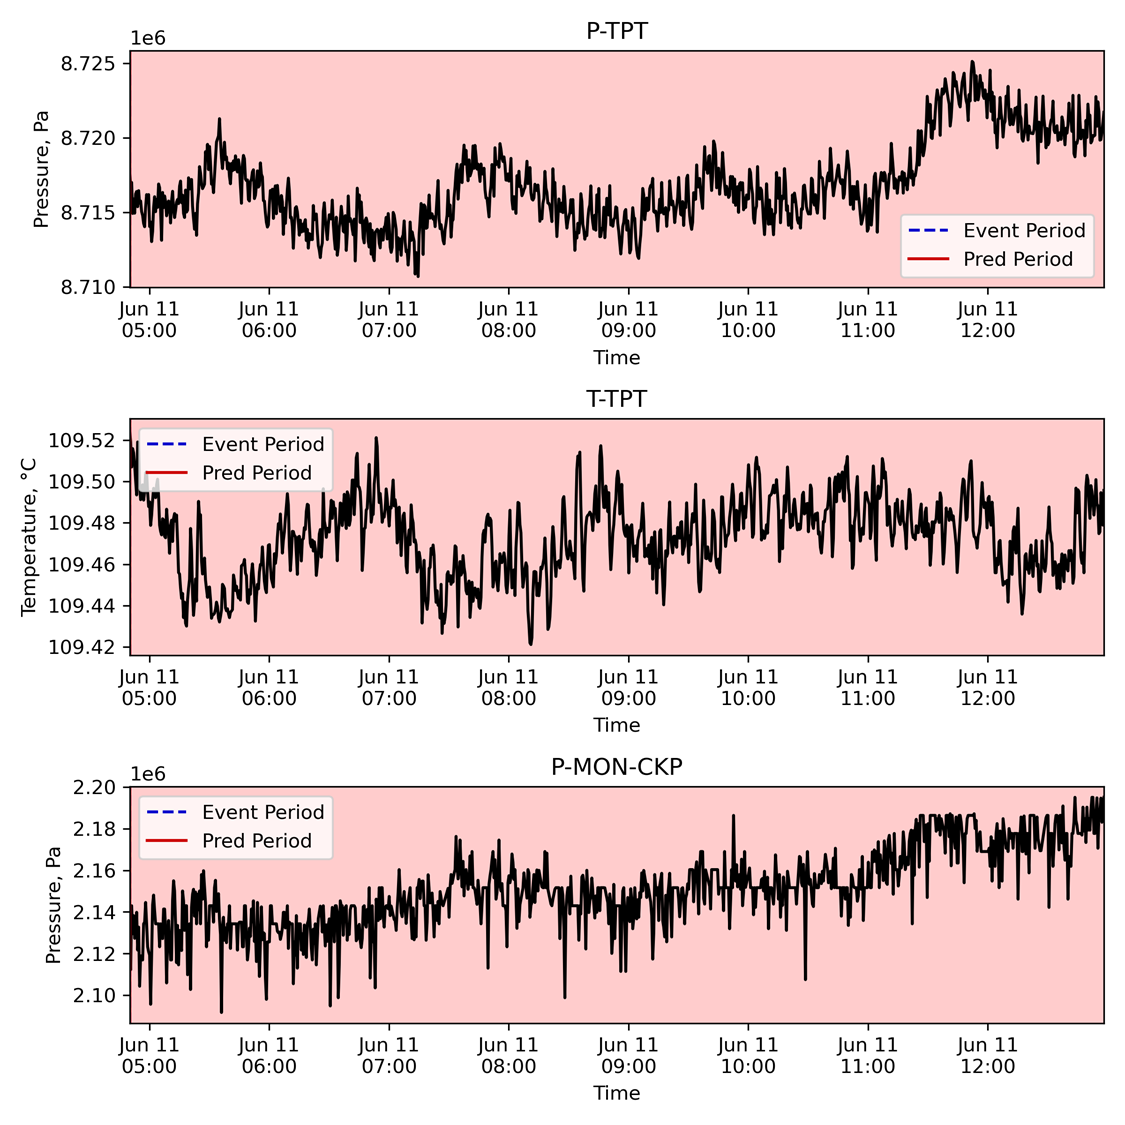 P-TPT
1e6
8.725
8.720
8.715
8.710
Pressure, Pa
Event Period
Pred Period
Jun 11 Jun 11 Jun 11 Jun 11 Jun 11 Jun 11 Jun 11 Jun 11
05:00 06:00 07:00 08:00 09:00 10:00 11:00 12:00
Time
T-TPT
109.52
109.50
109.48
109.46
109.44
109.42
Temperature, °C
Event Period
Pred Period
Jun 11 Jun 11 Jun 11 Jun 11 Jun 11 Jun 11 Jun 11 Jun 11
05:00 06:00 07:00 08:00 09:00 10:00 11:00 12:00
Time
P-MON-CKP
1e6
2.20
2.18
2.16
2.14
2.12
2.10
Pressure, Pa
Event Period
Pred Period
Jun 11 Jun 11 Jun 11 Jun 11 Jun 11 Jun 11 Jun 11 Jun 11
05:00 06:00 07:00 08:00 09:00 10:00 11:00 12:00
Time